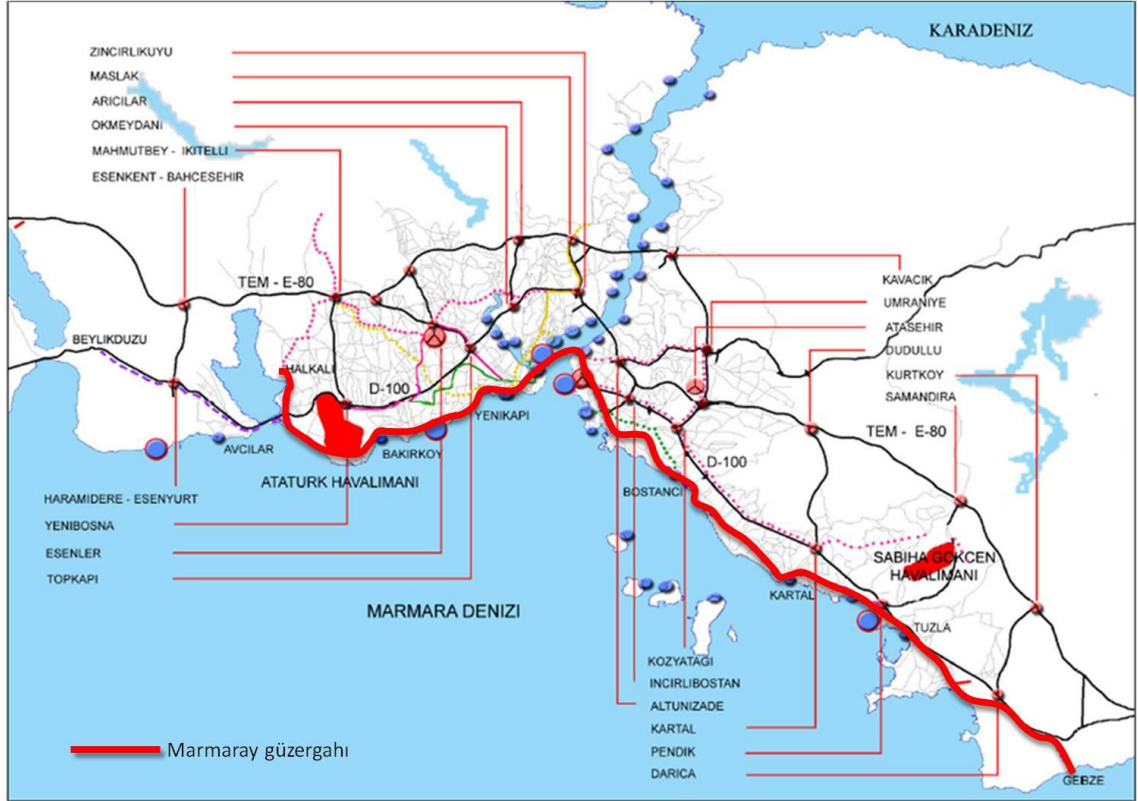 KARADENIZ
ZINCIRLIKUYU
MASLAK
ARICILAR
OKMEYDANI
MAHMUTBEY - IKITELLI
ESENKENT - BAHCESEHIR
TEM - E-80
BEYLIKDUZU
HALKALI
D-100
YENIKAPI
AVCILAR
BAKIRKOY
ATATURK HAVALIMANI
HARAMIDERE - ESENYURT
YENIBOSNA
ESENLER
TOPKAPI
MARMARA DENIZI
KAVACIK
UMRANIYE
ATASEHIR
DUDULLU
KURTKOY
SAMANDIRA
TEM - E-80
D-100
BOSTANCI
SABIHA GOKCEN
HAVALIMANI
KARTAL
TUZLA
KOZYATAGI
INCIRLIBOSTAN
ALTUNIZADE
KARTAL
PENDIK
DARICA
GEBZE
Marmaray güzergahı